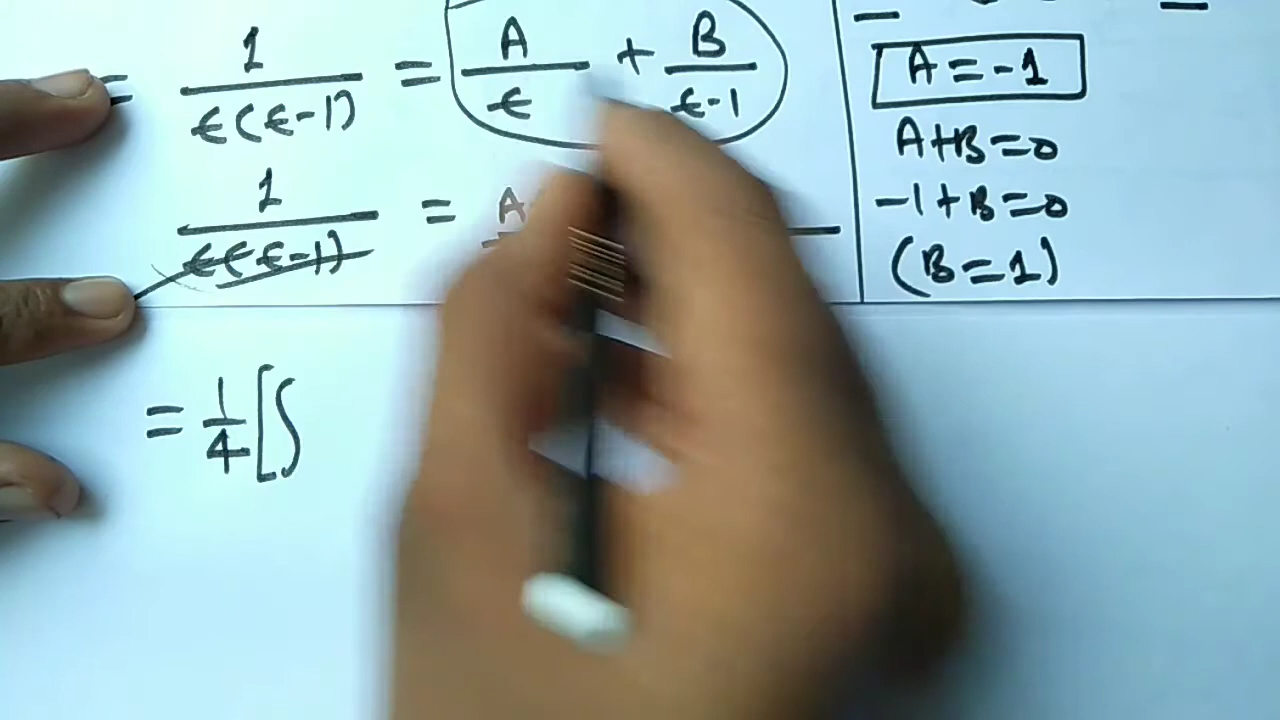 = 1/t(t-1) = A/t + B/t-1
1/t(t-1) = A
= 1/4 [∫
A = -1
A+B=0
-1+B=0
(B=1)